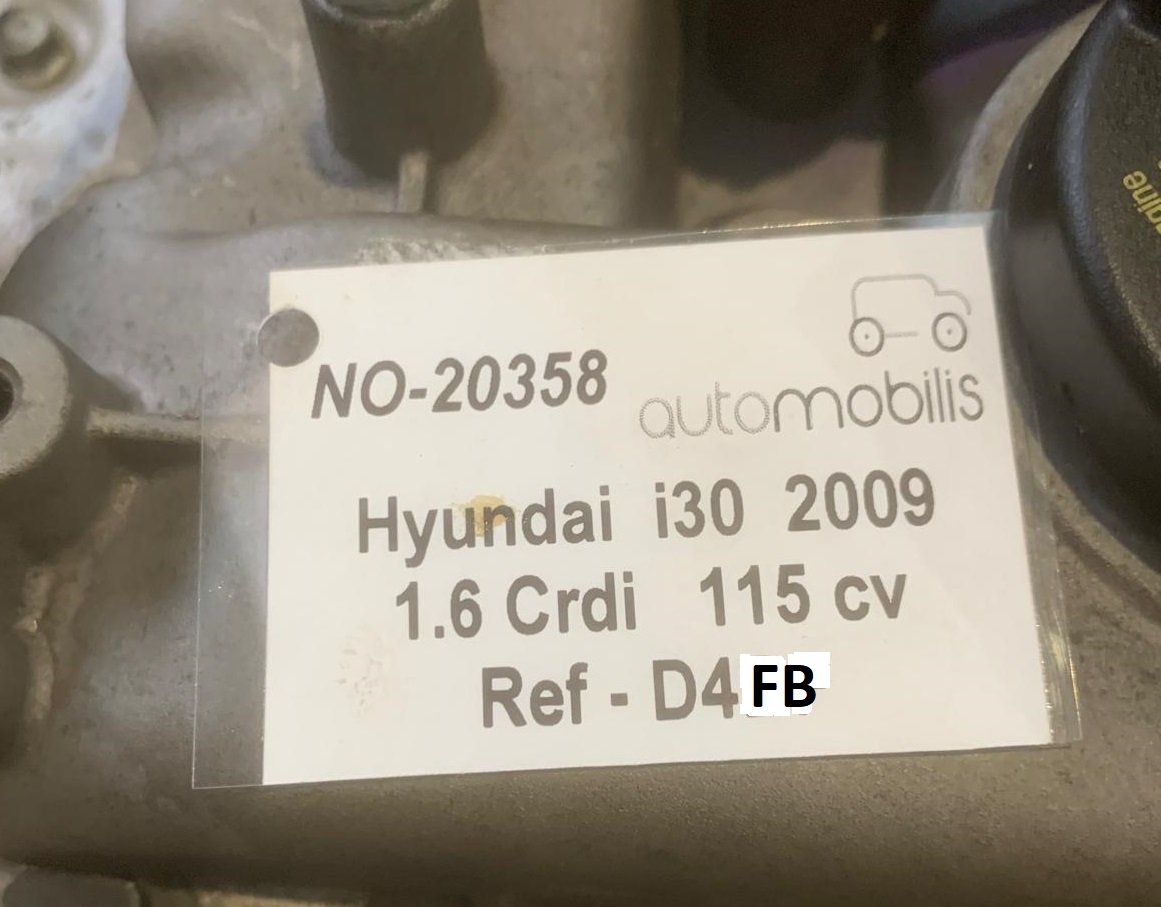 NO-20358
automobilis
Hyundai i30 2009
1.6 Crdi 115 cv
Ref - D4FB